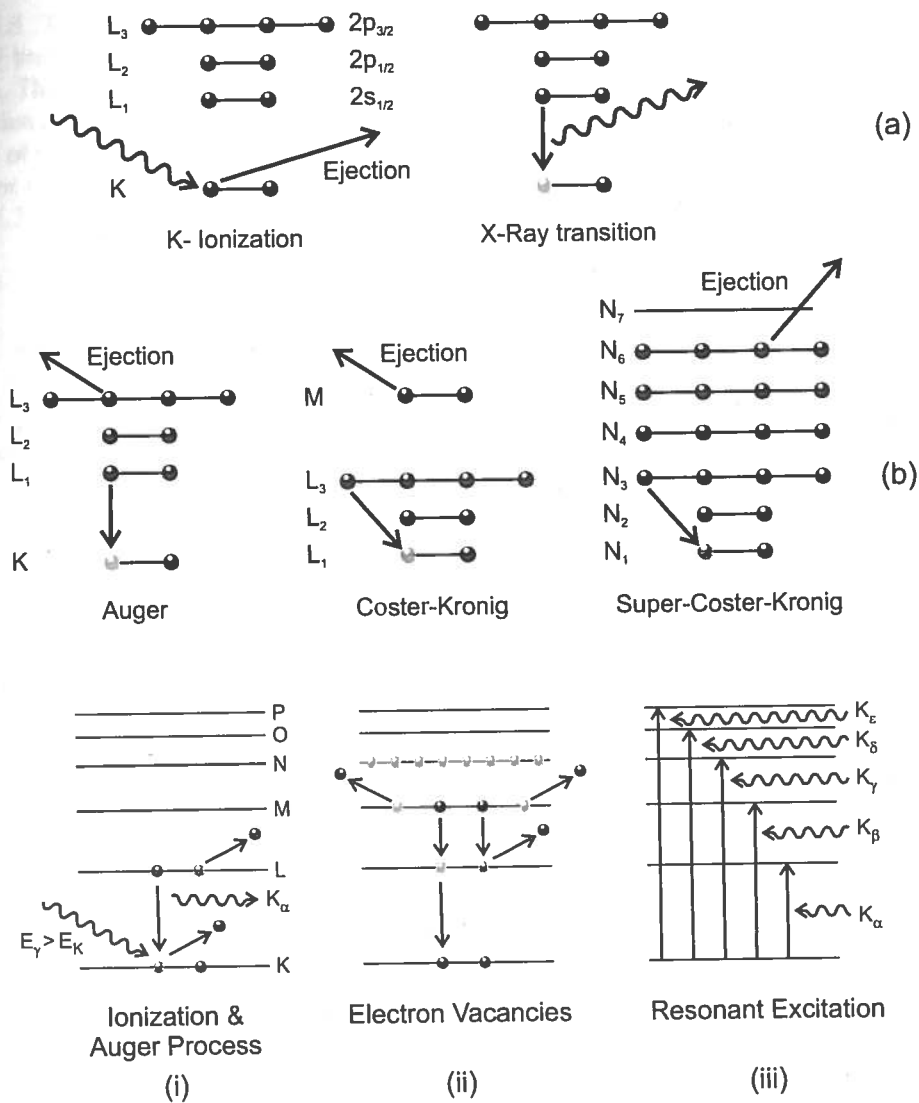 L₃ 2p₃/₂
L₂ 2p₁/₂
L₁ 2s₁/₂
(a)
Ejection
K
K- Ionization
X-Ray transition
Ejection
Ejection
Ejection
N₇
N₆
N₅
N₄
N₃
N₂
N₁
L₃
L₂
L₁
K
M
L₃
L₂
L₁
(b)
Auger
Coster-Kronig
Super-Coster-Kronig
P
O
N
M
L
Kα
Eγ > EK
K
Kε
Kδ
Kγ
Kβ
Kα
Ionization &
Auger Process
Electron Vacancies
Resonant Excitation
(i)
(ii)
(iii)